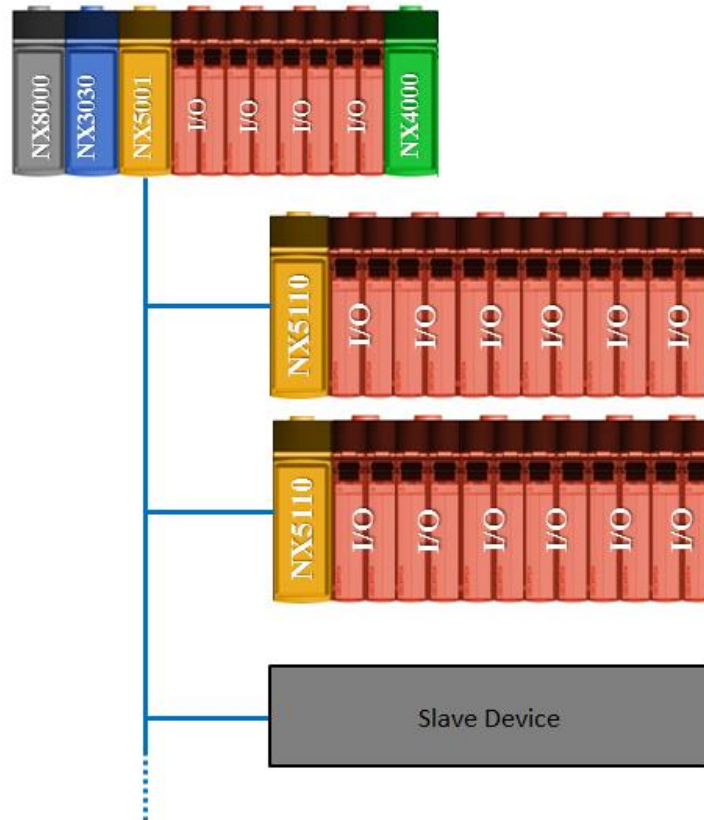 NX8000
NX3030
NX5001
I/O
I/O
I/O
I/O
NX4000
NX5110
I/O
I/O
I/O
I/O
I/O
I/O
NX5110
I/O
I/O
I/O
I/O
I/O
I/O
Slave Device